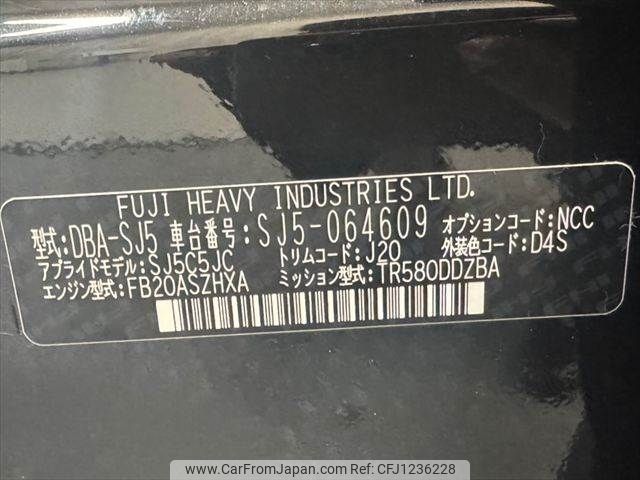 FUJI HEAVY INDUSTRIES LTD.
型式:DBA-SJ5 車台番号:SJ5-064609 オプションコード:NCC
アプライドモデル:SJ5C5JC トリムコード:J20 外装色コード:D4S
エンジン型式:FB20ASZHXA ミッション型式:TR580DDZBA
www.CarFromJapan.com | Ref No. CFJ1236228